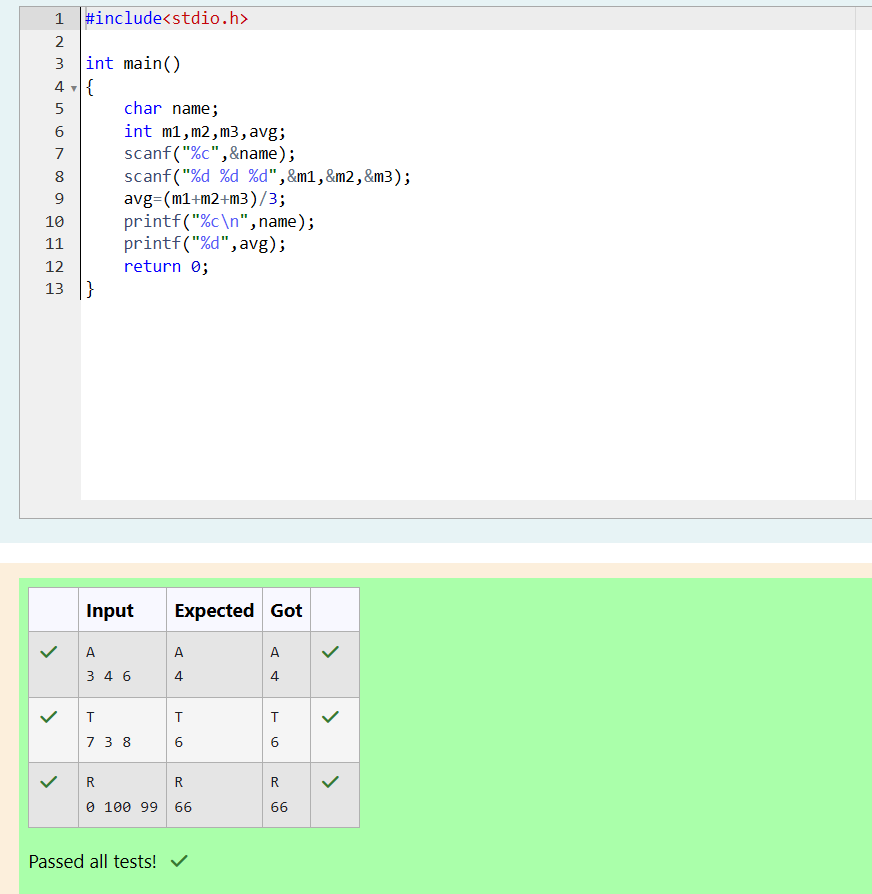 1 #include<stdio.h>
2
3 int main()
4 {
5     char name;
6     int m1,m2,m3,avg;
7     scanf("%c",&name);
8     scanf("%d %d %d",&m1,&m2,&m3);
9     avg=(m1+m2+m3)/3;
10     printf("%c\n",name);
11     printf("%d",avg);
12     return 0;
13 }
Input Expected Got
A A A
3 4 6 4 4
T T T
7 3 8 6 6
R R R
0 100 99 66 66
Passed all tests!